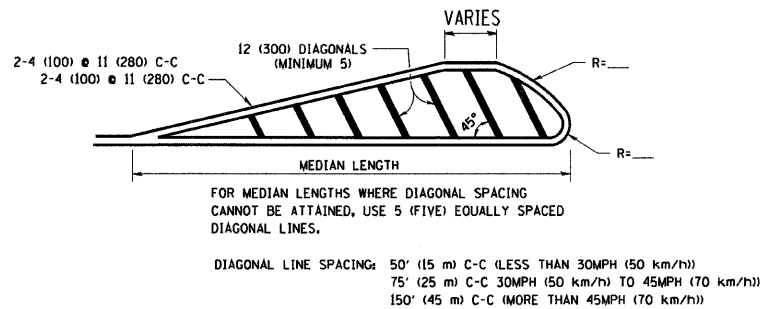 VARIES
12 (300) DIAGONALS
(MINIMUM 5)
2-4 (100) @ 11 (280) C-C
2-4 (100) @ 11 (280) C-C
R=___
45°
R=___
MEDIAN LENGTH
FOR MEDIAN LENGTHS WHERE DIAGONAL SPACING
CANNOT BE ATTAINED, USE 5 (FIVE) EQUALLY SPACED
DIAGONAL LINES.
DIAGONAL LINE SPACING: 50' (15 m) C-C (LESS THAN 30MPH (50 km/h))
75' (25 m) C-C 30MPH (50 km/h) TO 45MPH (70 km/h))
150' (45 m) C-C (MORE THAN 45MPH (70 km/h))